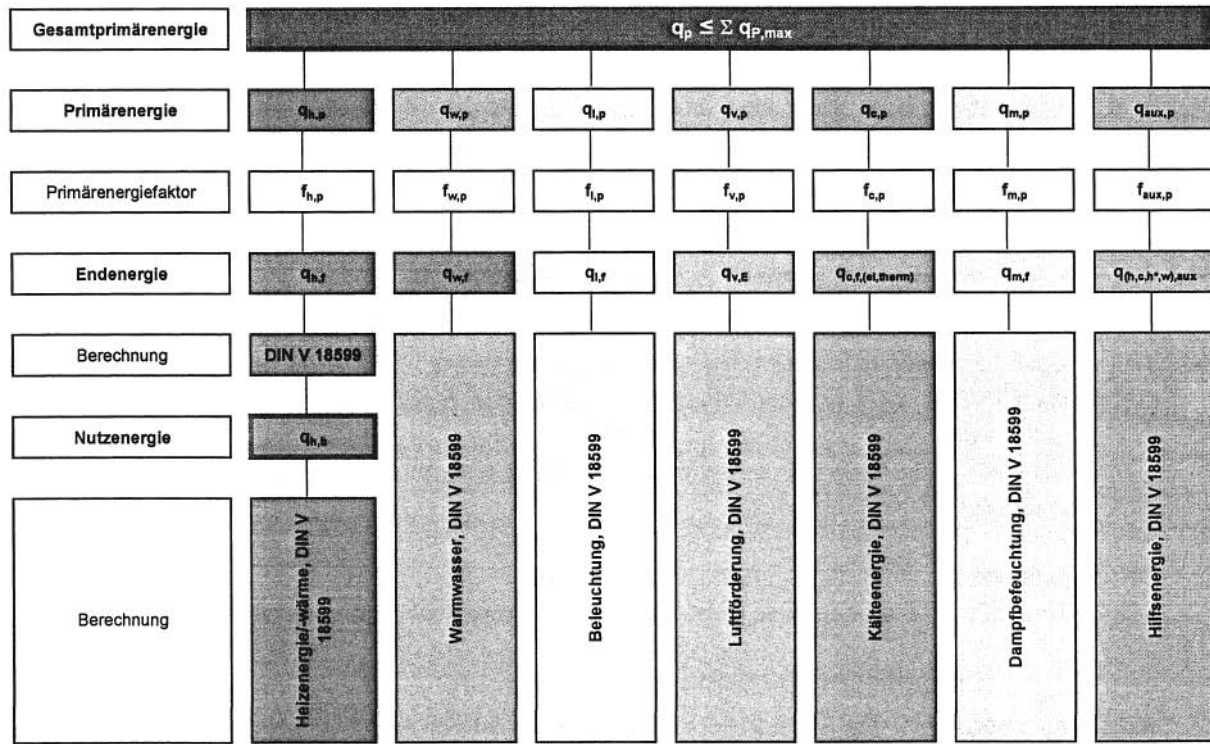 Gesamtprimärenergie
q_p ≤ Σ q_P,max
Primärenergie
q_h,p
q_w,p
q_l,p
q_v,p
q_c,p
q_m,p
q_aux,p
Primärenergiefaktor
f_h,p
f_w,p
f_l,p
f_v,p
f_c,p
f_m,p
f_aux,p
Endenergie
q_h,f
q_w,f
q_l,f
q_v,E
q_c,f,(el,therm)
q_m,f
q_(h,c,h*,w),aux
Berechnung
DIN V 18599
Nutzenergie
q_h,b
Berechnung
Heizenergie/-wärme, DIN V
18599
Warmwasser, DIN V 18599
Beleuchtung, DIN V 18599
Luftförderung, DIN V 18599
Kälteenergie, DIN V 18599
Dampfbefeuchtung, DIN V 18599
Hilfsenergie, DIN V 18599